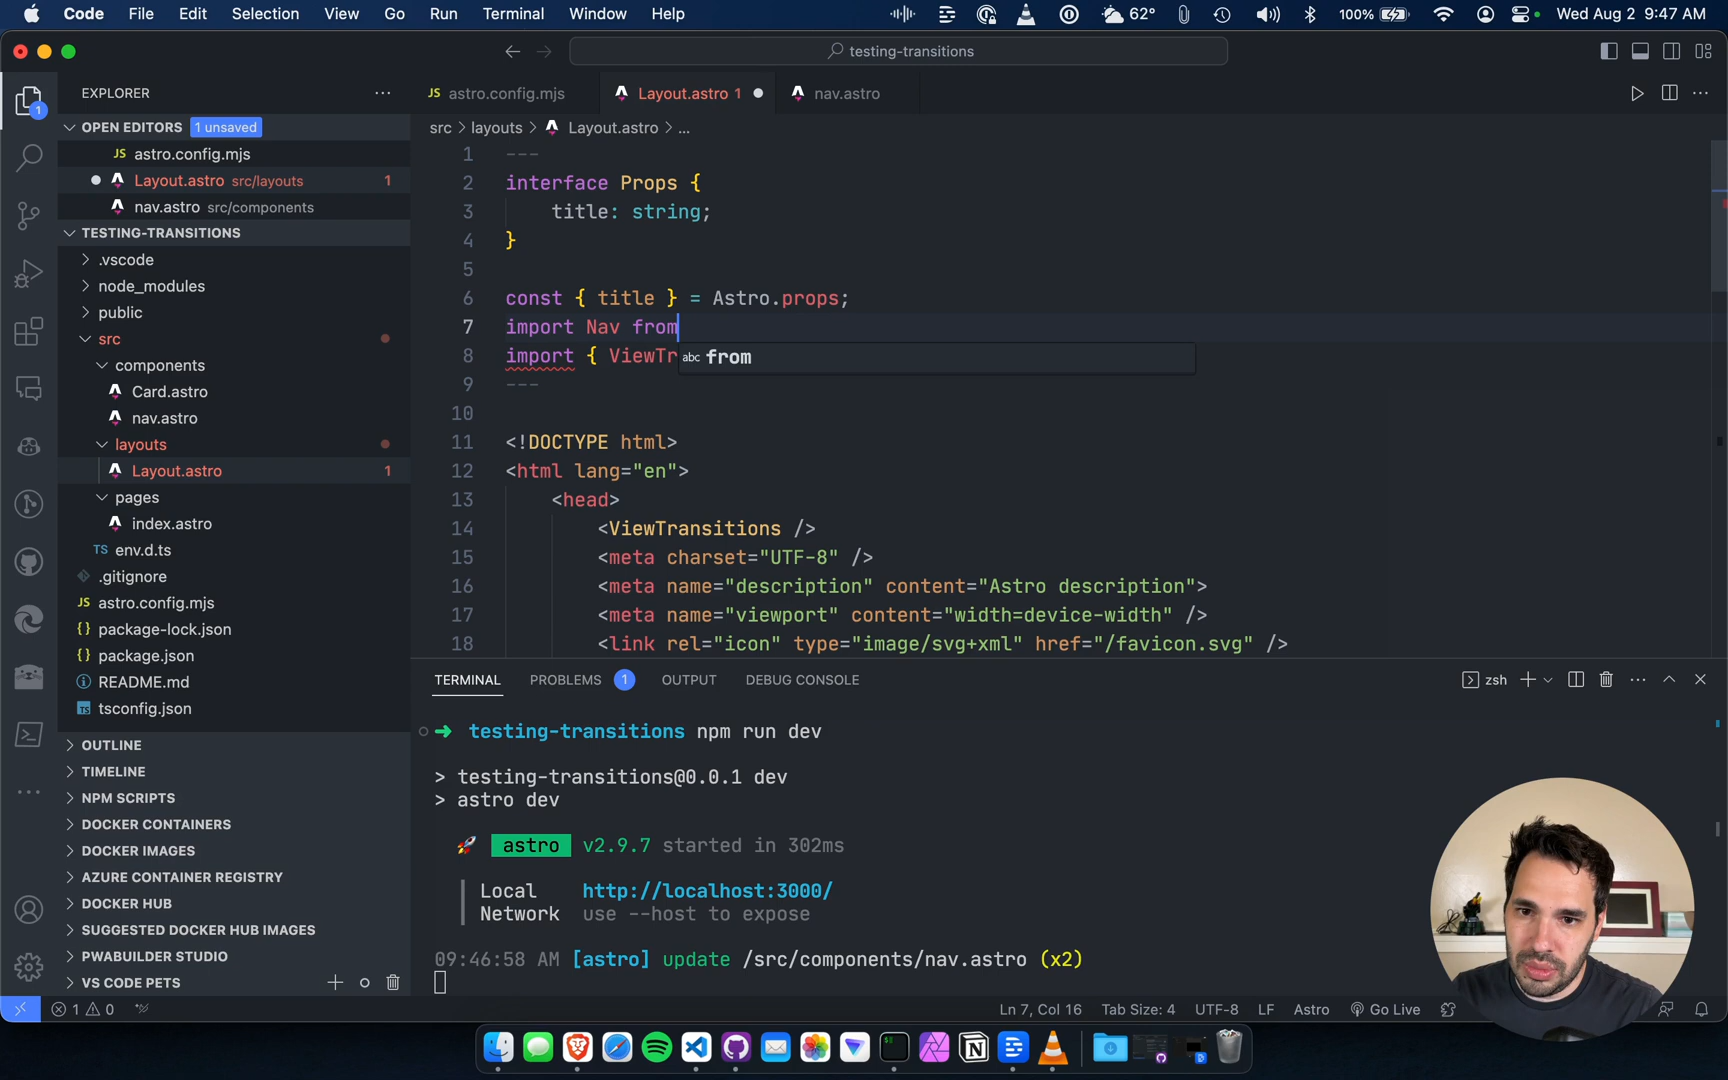 Code File Edit Selection View Go Run Terminal Window Help 62° 100% Wed Aug 2 9:47 AM
testing-transitions
EXPLORER
OPEN EDITORS 1 unsaved
JS astro.config.mjs
Layout.astro src/layouts 1
nav.astro src/components
TESTING-TRANSITIONS
.vscode
node_modules
public
src
components
Card.astro
nav.astro
layouts
Layout.astro 1
pages
index.astro
TS env.d.ts
.gitignore
JS astro.config.mjs
{} package-lock.json
{} package.json
README.md
tsconfig.json
OUTLINE
TIMELINE
NPM SCRIPTS
DOCKER CONTAINERS
DOCKER IMAGES
AZURE CONTAINER REGISTRY
DOCKER HUB
SUGGESTED DOCKER HUB IMAGES
PWABUILDER STUDIO
VS CODE PETS
JS astro.config.mjs Layout.astro 1 nav.astro
src > layouts > Layout.astro > ...
1 ---
2 interface Props {
3 title: string;
4 }
5
6 const { title } = Astro.props;
7 import Nav from
8 import { ViewTr
abc from
9 ---
10
11 <!DOCTYPE html>
12 <html lang="en">
13 <head>
14 <ViewTransitions />
15 <meta charset="UTF-8" />
16 <meta name="description" content="Astro description">
17 <meta name="viewport" content="width=device-width" />
18 <link rel="icon" type="image/svg+xml" href="/favicon.svg" />
TERMINAL PROBLEMS 1 OUTPUT DEBUG CONSOLE zsh
testing-transitions npm run dev
> testing-transitions@0.0.1 dev
> astro dev
astro v2.9.7 started in 302ms
Local http://localhost:3000/
Network use --host to expose
09:46:58 AM [astro] update /src/components/nav.astro (x2)
1 0 Ln 7, Col 16 Tab Size: 4 UTF-8 LF Astro Go Live